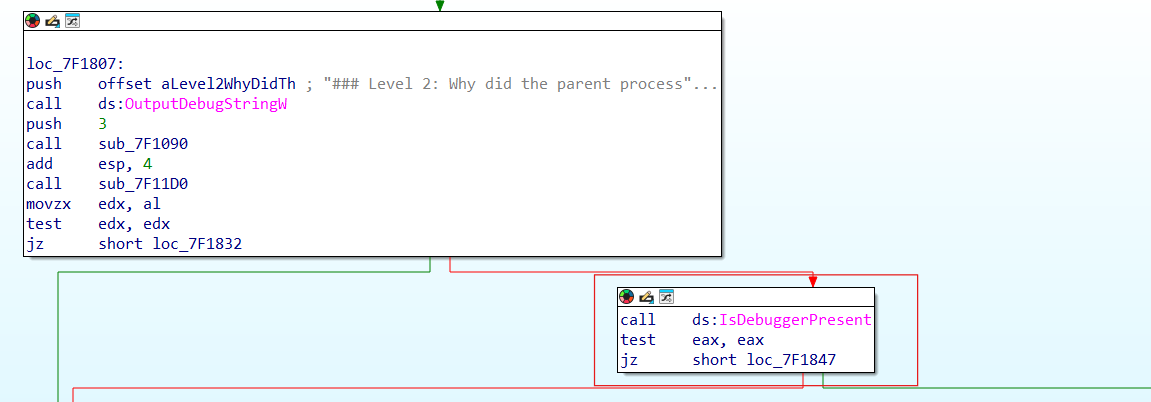 loc_7F1807:
push offset aLevel2WhyDidTh ; "### Level 2: Why did the parent process"...
call ds:OutputDebugStringW
push 3
call sub_7F1090
add esp, 4
call sub_7F11D0
movzx edx, al
test edx, edx
jz short loc_7F1832
call ds:IsDebuggerPresent
test eax, eax
jz short loc_7F1847